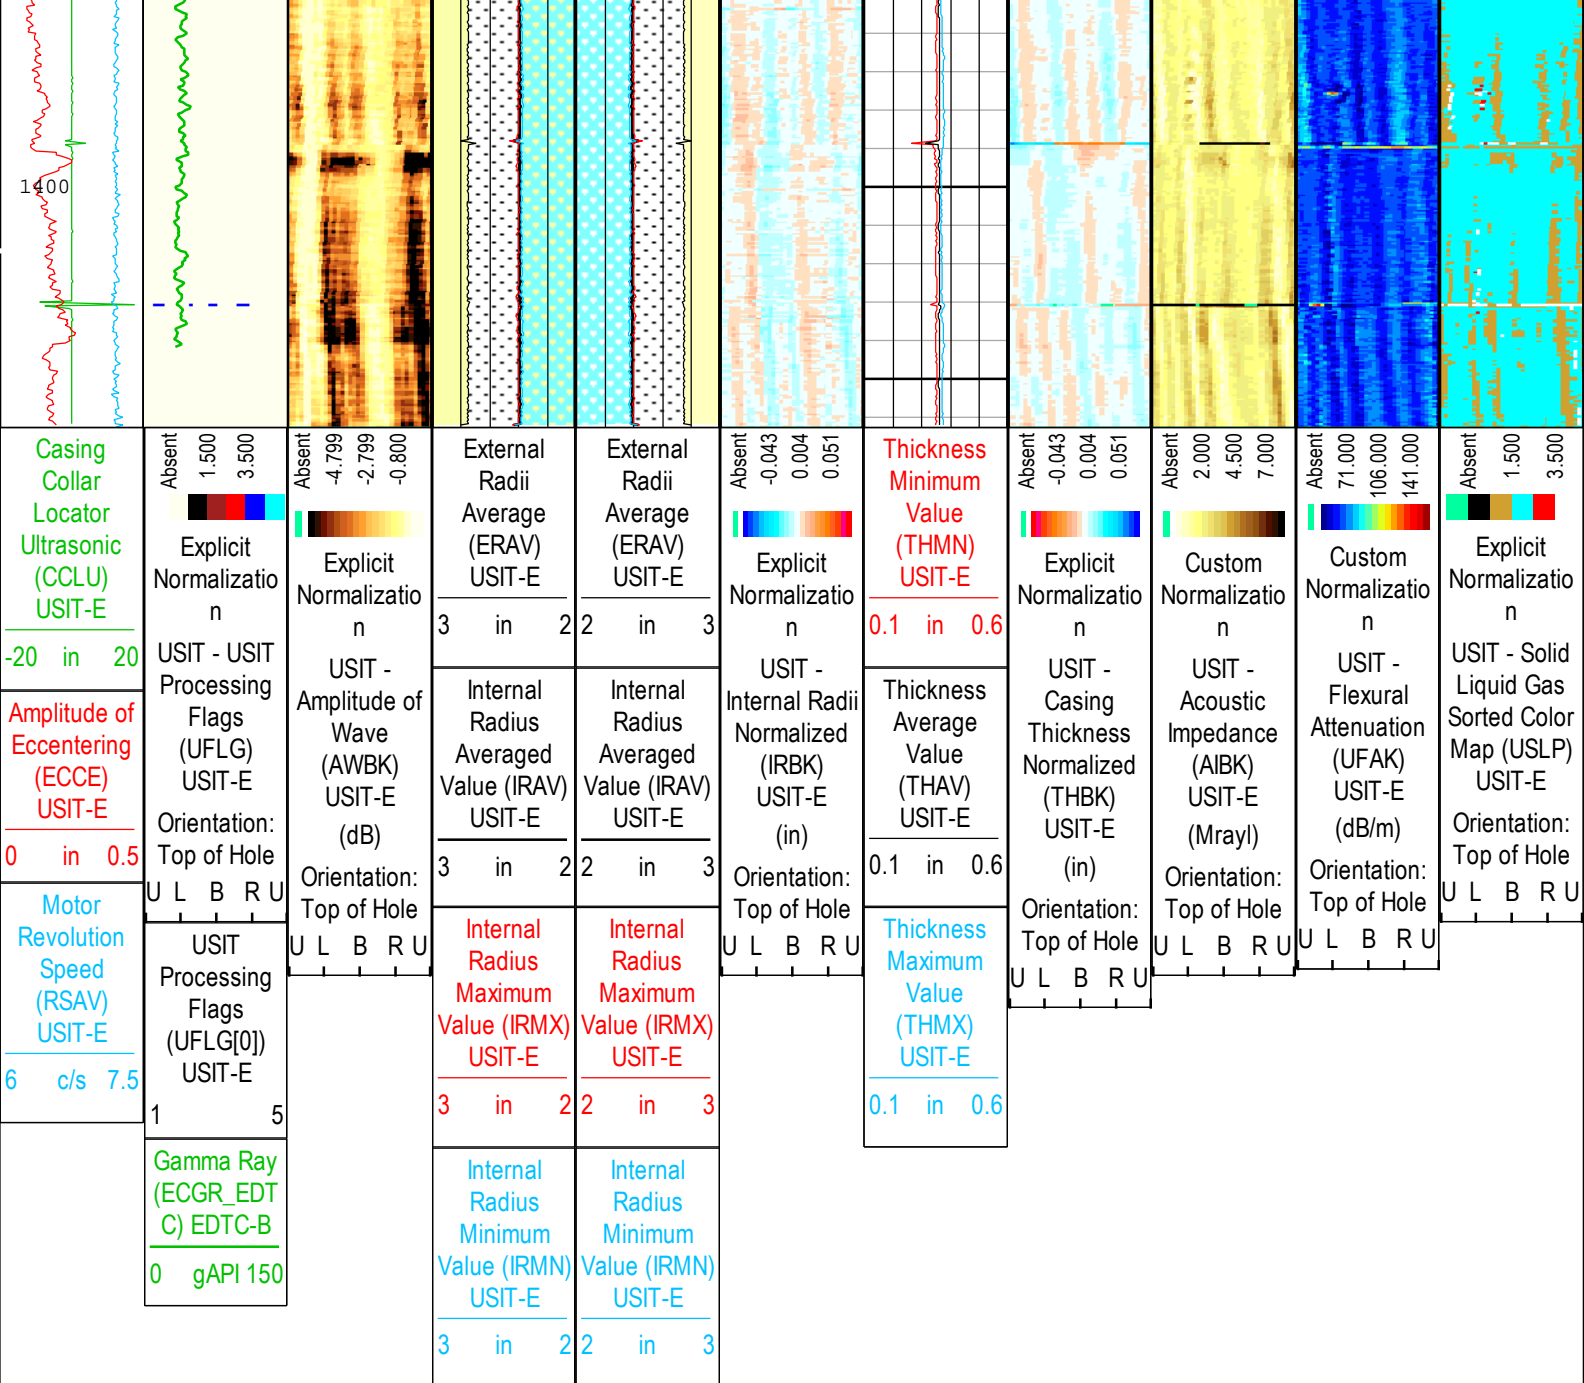 1400
Casing
Collar
Locator
Ultrasonic
(CCLU)
USIT-E
-20 in 20
Amplitude of
Eccentering
(ECCE)
USIT-E
0 in 0.5
Motor
Revolution
Speed
(RSAV)
USIT-E
6 c/s 7.5
Absent
1.500
3.500
Explicit
Normalizatio
n
USIT - USIT
Processing
Flags
(UFLG)
USIT-E
Orientation:
Top of Hole
U L B R U
USIT
Processing
Flags
(UFLG[0])
USIT-E
1 5
Gamma Ray
(ECGR_EDT
C) EDTC-B
0 gAPI 150
Absent
-4.799
-2.799
-0.800
Explicit
Normalizatio
n
USIT -
Amplitude of
Wave
(AWBK)
USIT-E
(dB)
Orientation:
Top of Hole
U L B R U
External
Radii
Average
(ERAV)
USIT-E
3 in 2
Internal
Radius
Averaged
Value (IRAV)
USIT-E
3 in 2
Internal
Radius
Maximum
Value (IRMX)
USIT-E
3 in 2
Internal
Radius
Minimum
Value (IRMN)
USIT-E
3 in 2
External
Radii
Average
(ERAV)
USIT-E
2 in 3
Internal
Radius
Averaged
Value (IRAV)
USIT-E
2 in 3
Internal
Radius
Maximum
Value (IRMX)
USIT-E
2 in 3
Internal
Radius
Minimum
Value (IRMN)
USIT-E
2 in 3
Absent
-0.043
0.004
0.051
Explicit
Normalizatio
n
USIT -
Internal Radii
Normalized
(IRBK)
USIT-E
(in)
Orientation:
Top of Hole
U L B R U
Thickness
Minimum
Value
(THMN)
USIT-E
0.1 in 0.6
Thickness
Average
Value
(THAV)
USIT-E
0.1 in 0.6
Thickness
Maximum
Value
(THMX)
USIT-E
0.1 in 0.6
Absent
-0.043
0.004
0.051
Explicit
Normalizatio
n
USIT -
Casing
Thickness
Normalized
(THBK)
USIT-E
(in)
Orientation:
Top of Hole
U L B R U
Absent
2.000
4.500
7.000
Custom
Normalizatio
n
USIT -
Acoustic
Impedance
(AIBK)
USIT-E
(Mrayl)
Orientation:
Top of Hole
U L B R U
Absent
71.000
106.000
141.000
Custom
Normalizatio
n
USIT -
Flexural
Attenuation
(UFAK)
USIT-E
(dB/m)
Orientation:
Top of Hole
U L B R U
Absent
1.500
3.500
Explicit
Normalizatio
n
USIT - Solid
Liquid Gas
Sorted Color
Map (USLP)
USIT-E
Orientation:
Top of Hole
U L B R U